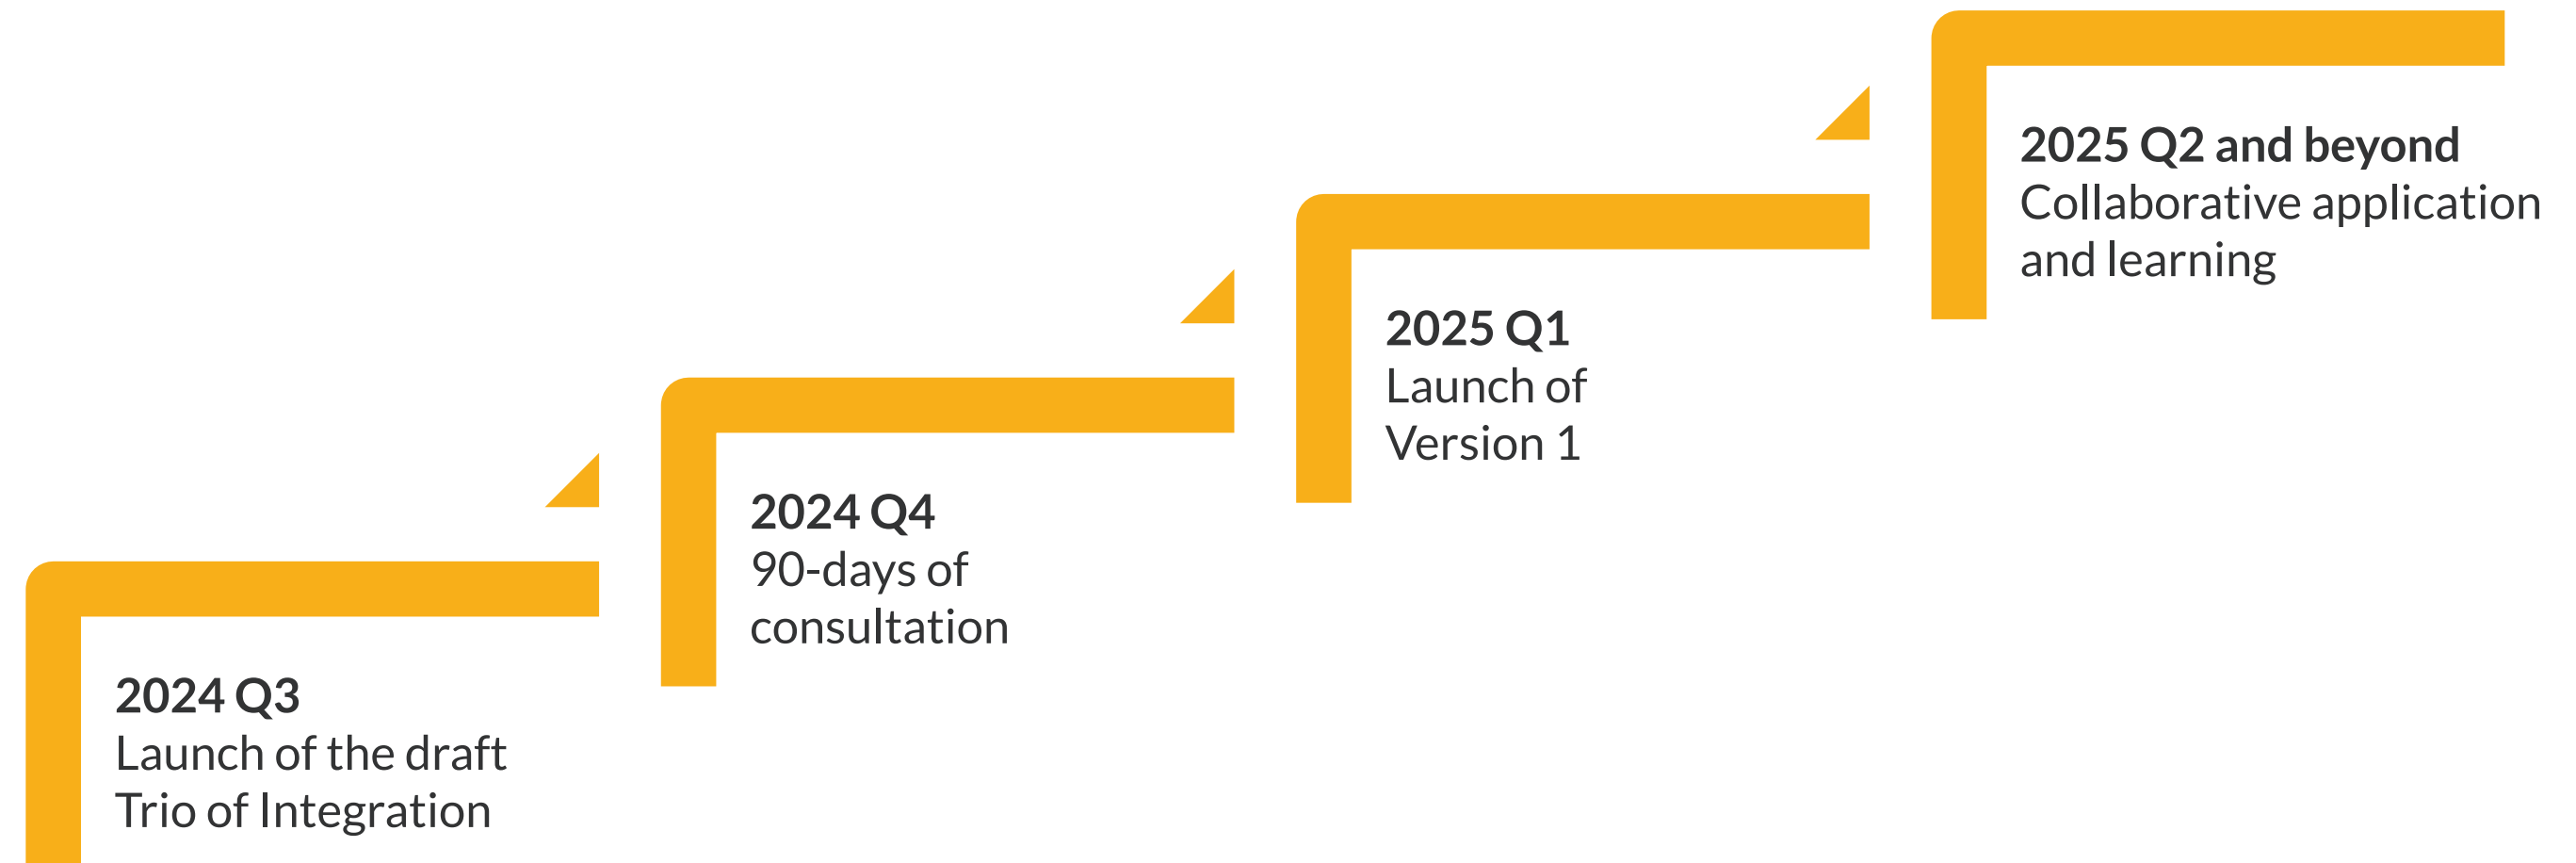 2024 Q3
Launch of the draft
Trio of Integration
2024 Q4
90-days of
consultation
2025 Q1
Launch of
Version 1
2025 Q2 and beyond
Collaborative application
and learning